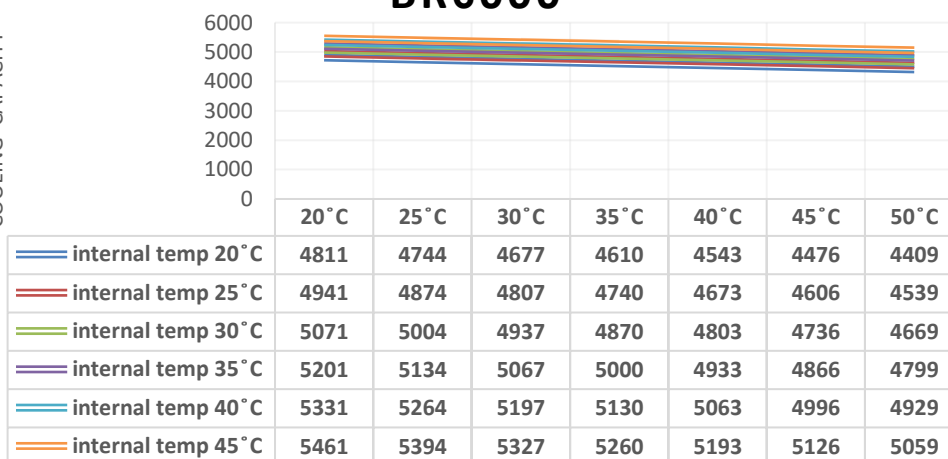 COOLING CAPACITY
6000
5000
4000
3000
2000
1000
0
20°C 25°C 30°C 35°C 40°C 45°C 50°C
internal temp 20°C 4811 4744 4677 4610 4543 4476 4409
internal temp 25°C 4941 4874 4807 4740 4673 4606 4539
internal temp 30°C 5071 5004 4937 4870 4803 4736 4669
internal temp 35°C 5201 5134 5067 5000 4933 4866 4799
internal temp 40°C 5331 5264 5197 5130 5063 4996 4929
internal temp 45°C 5461 5394 5327 5260 5193 5126 5059